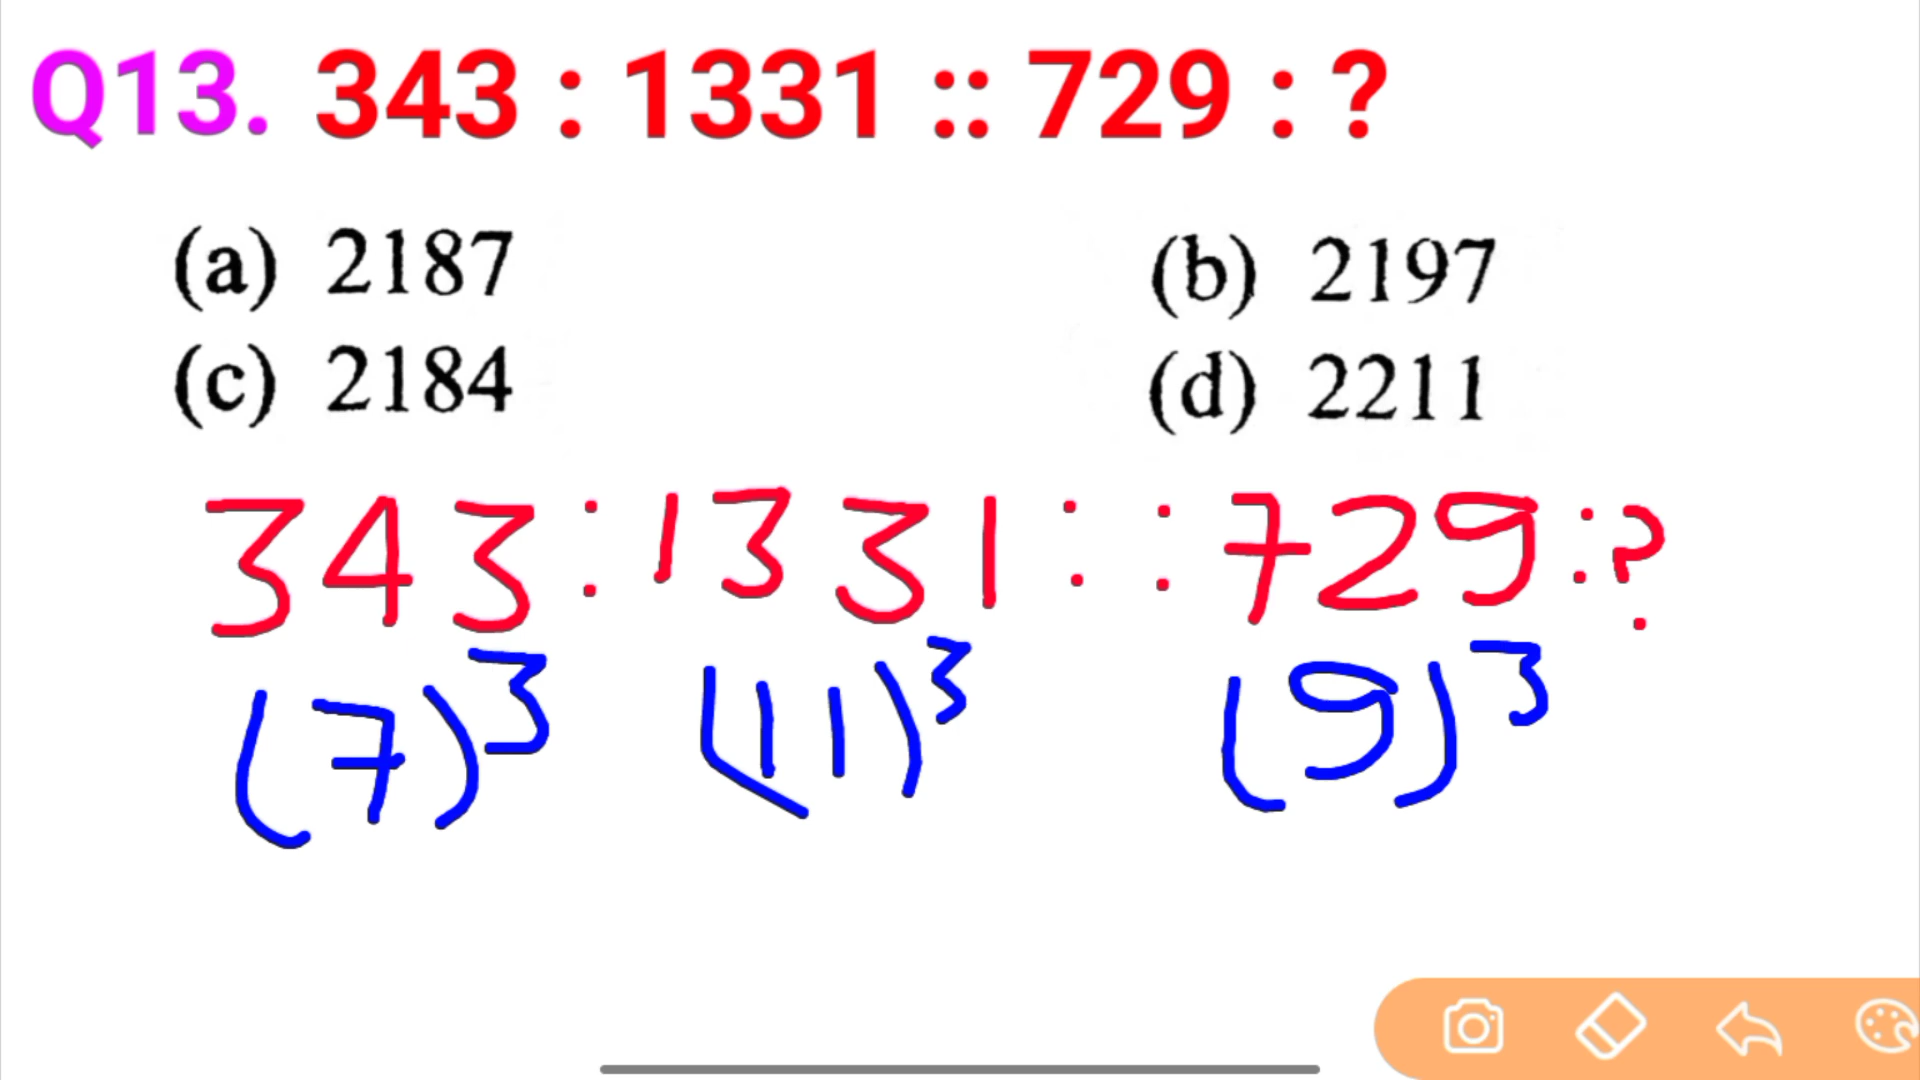 Q13. 343 : 1331 :: 729 : ?
(a) 2187 (b) 2197
(c) 2184 (d) 2211
343 : 1331 : : 729 : ?
(7)³ (11)³ (9)³